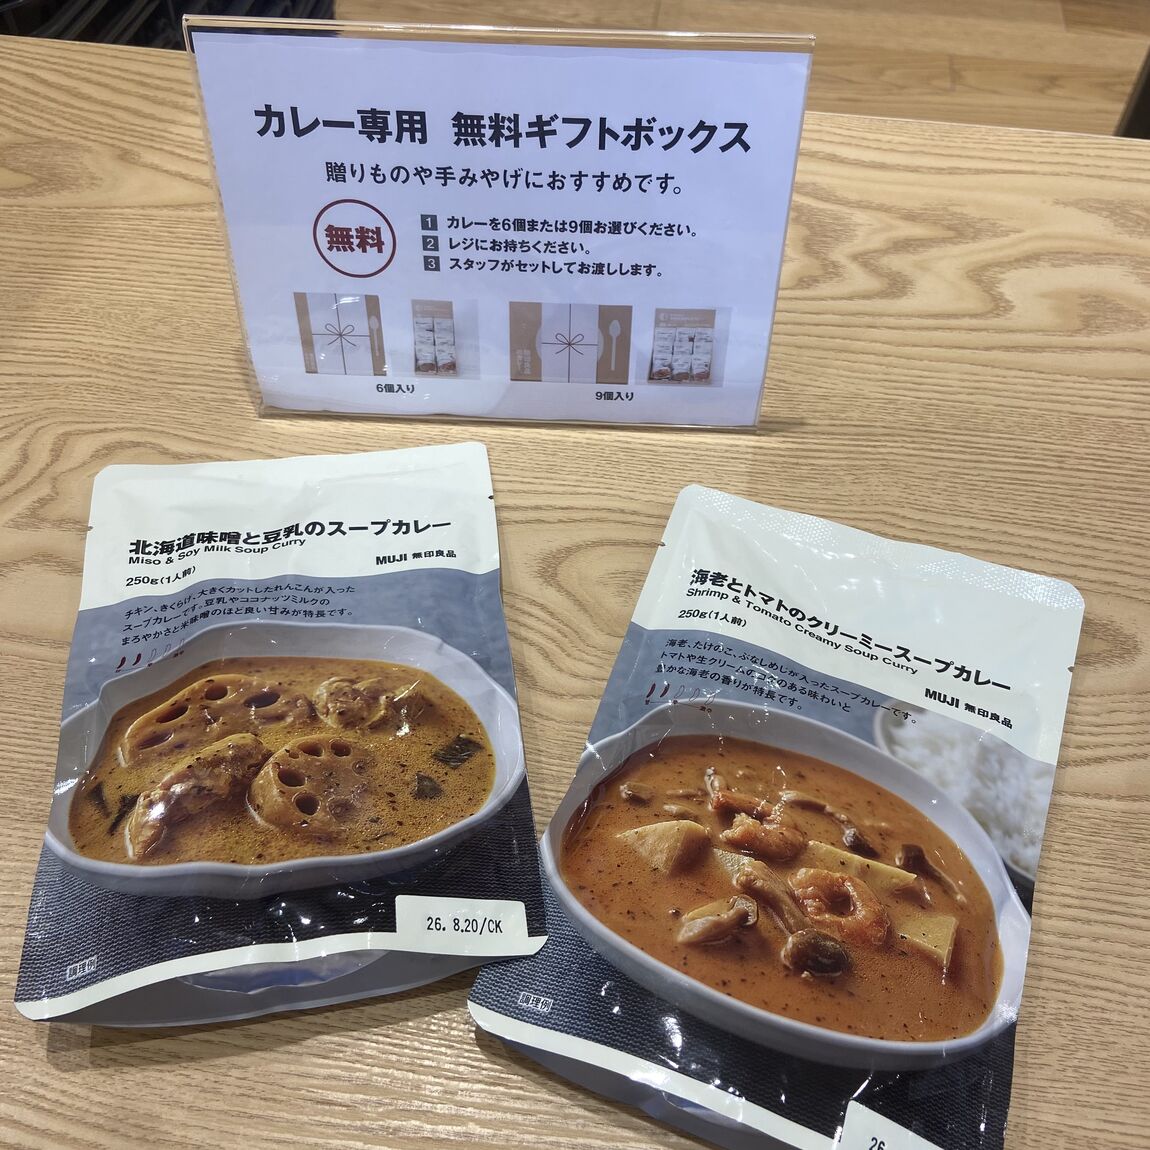 カレー専用 無料ギフトボックス
贈りものや手みやげにおすすめです。
無料
1 カレーを6個または9個お選びください。
2 レジにお持ちください。
3 スタッフがセットしてお渡しします。
6個入り
9個入り
北海道味噌と豆乳のスープカレー
Miso & Soy Milk Soup Curry
250g(1人前)
MUJI 無印良品
チキン、きくらげ、大きくカットしたれんこんが入った
スープカレーです。豆乳やココナッツミルクの
まろやかさと米味噌のほど良い甘みが特長です。
26. 8.20/CK
調理例
海老とトマトのクリーミースープカレー
Shrimp & Tomato Creamy Soup Curry
250g(1人前)
MUJI 無印良品
海老、たけのこ、ぶなしめじが入ったスープカレーです。
トマトや生クリームのコクのある味わいと
豊かな海老の香りが特長です。
調理例
26